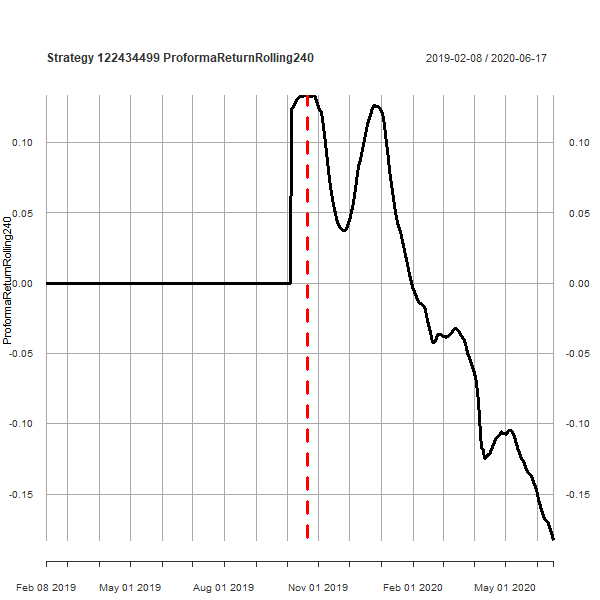 Strategy 122434499 ProformaReturnRolling240
2019-02-08 / 2020-06-17
ProformaReturnRolling240
0.10 0.10
0.05 0.05
0.00 0.00
-0.05 -0.05
-0.10 -0.10
-0.15 -0.15
Feb 08 2019 May 01 2019 Aug 01 2019 Nov 01 2019 Feb 01 2020 May 01 2020